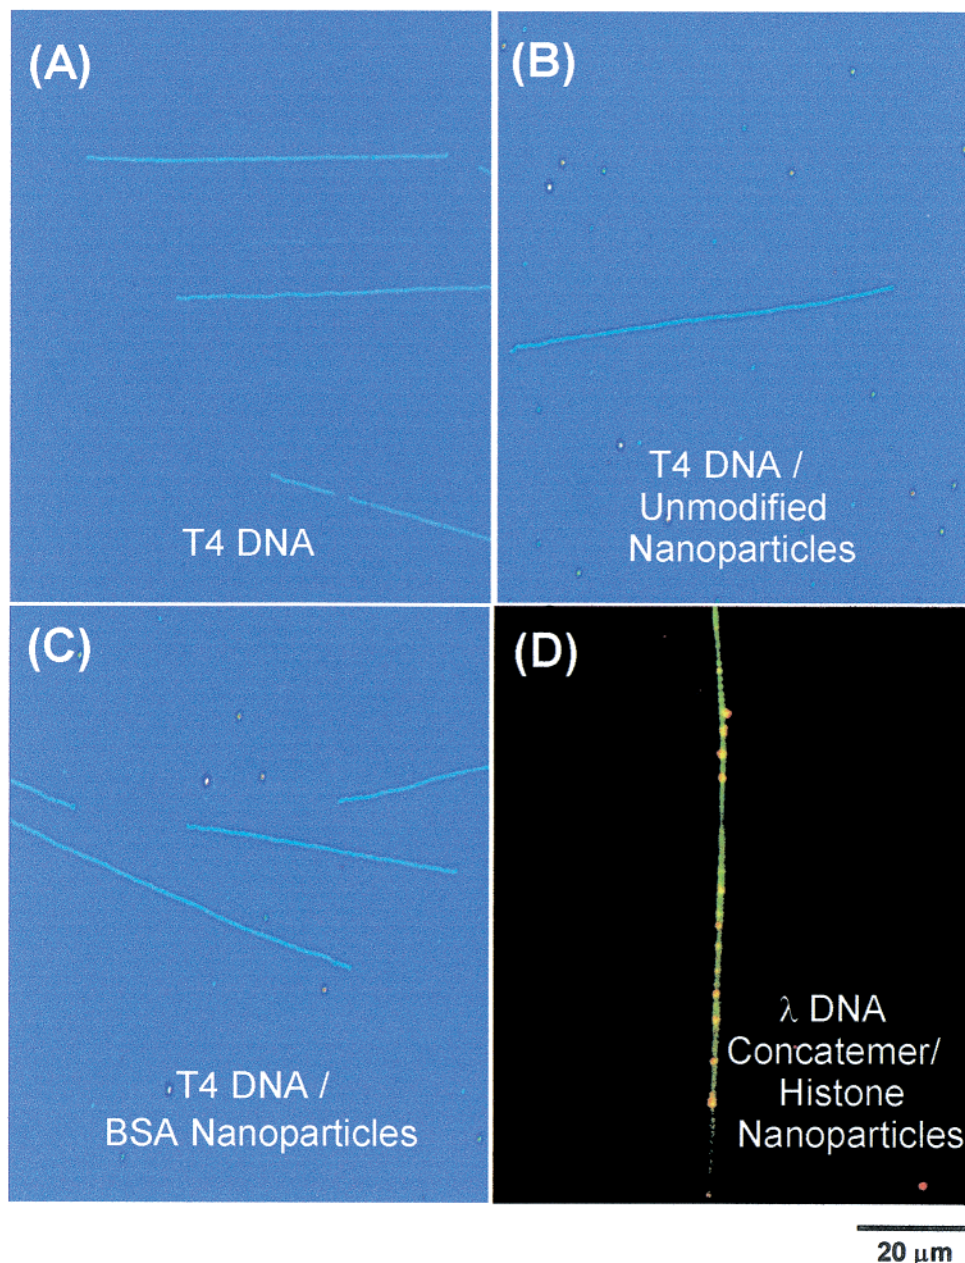 (A)
T4 DNA
(B)
T4 DNA /
Unmodified
Nanoparticles
(C)
T4 DNA /
BSA Nanoparticles
(D)
λ DNA
Concatemer/
Histone
Nanoparticles
20 µm